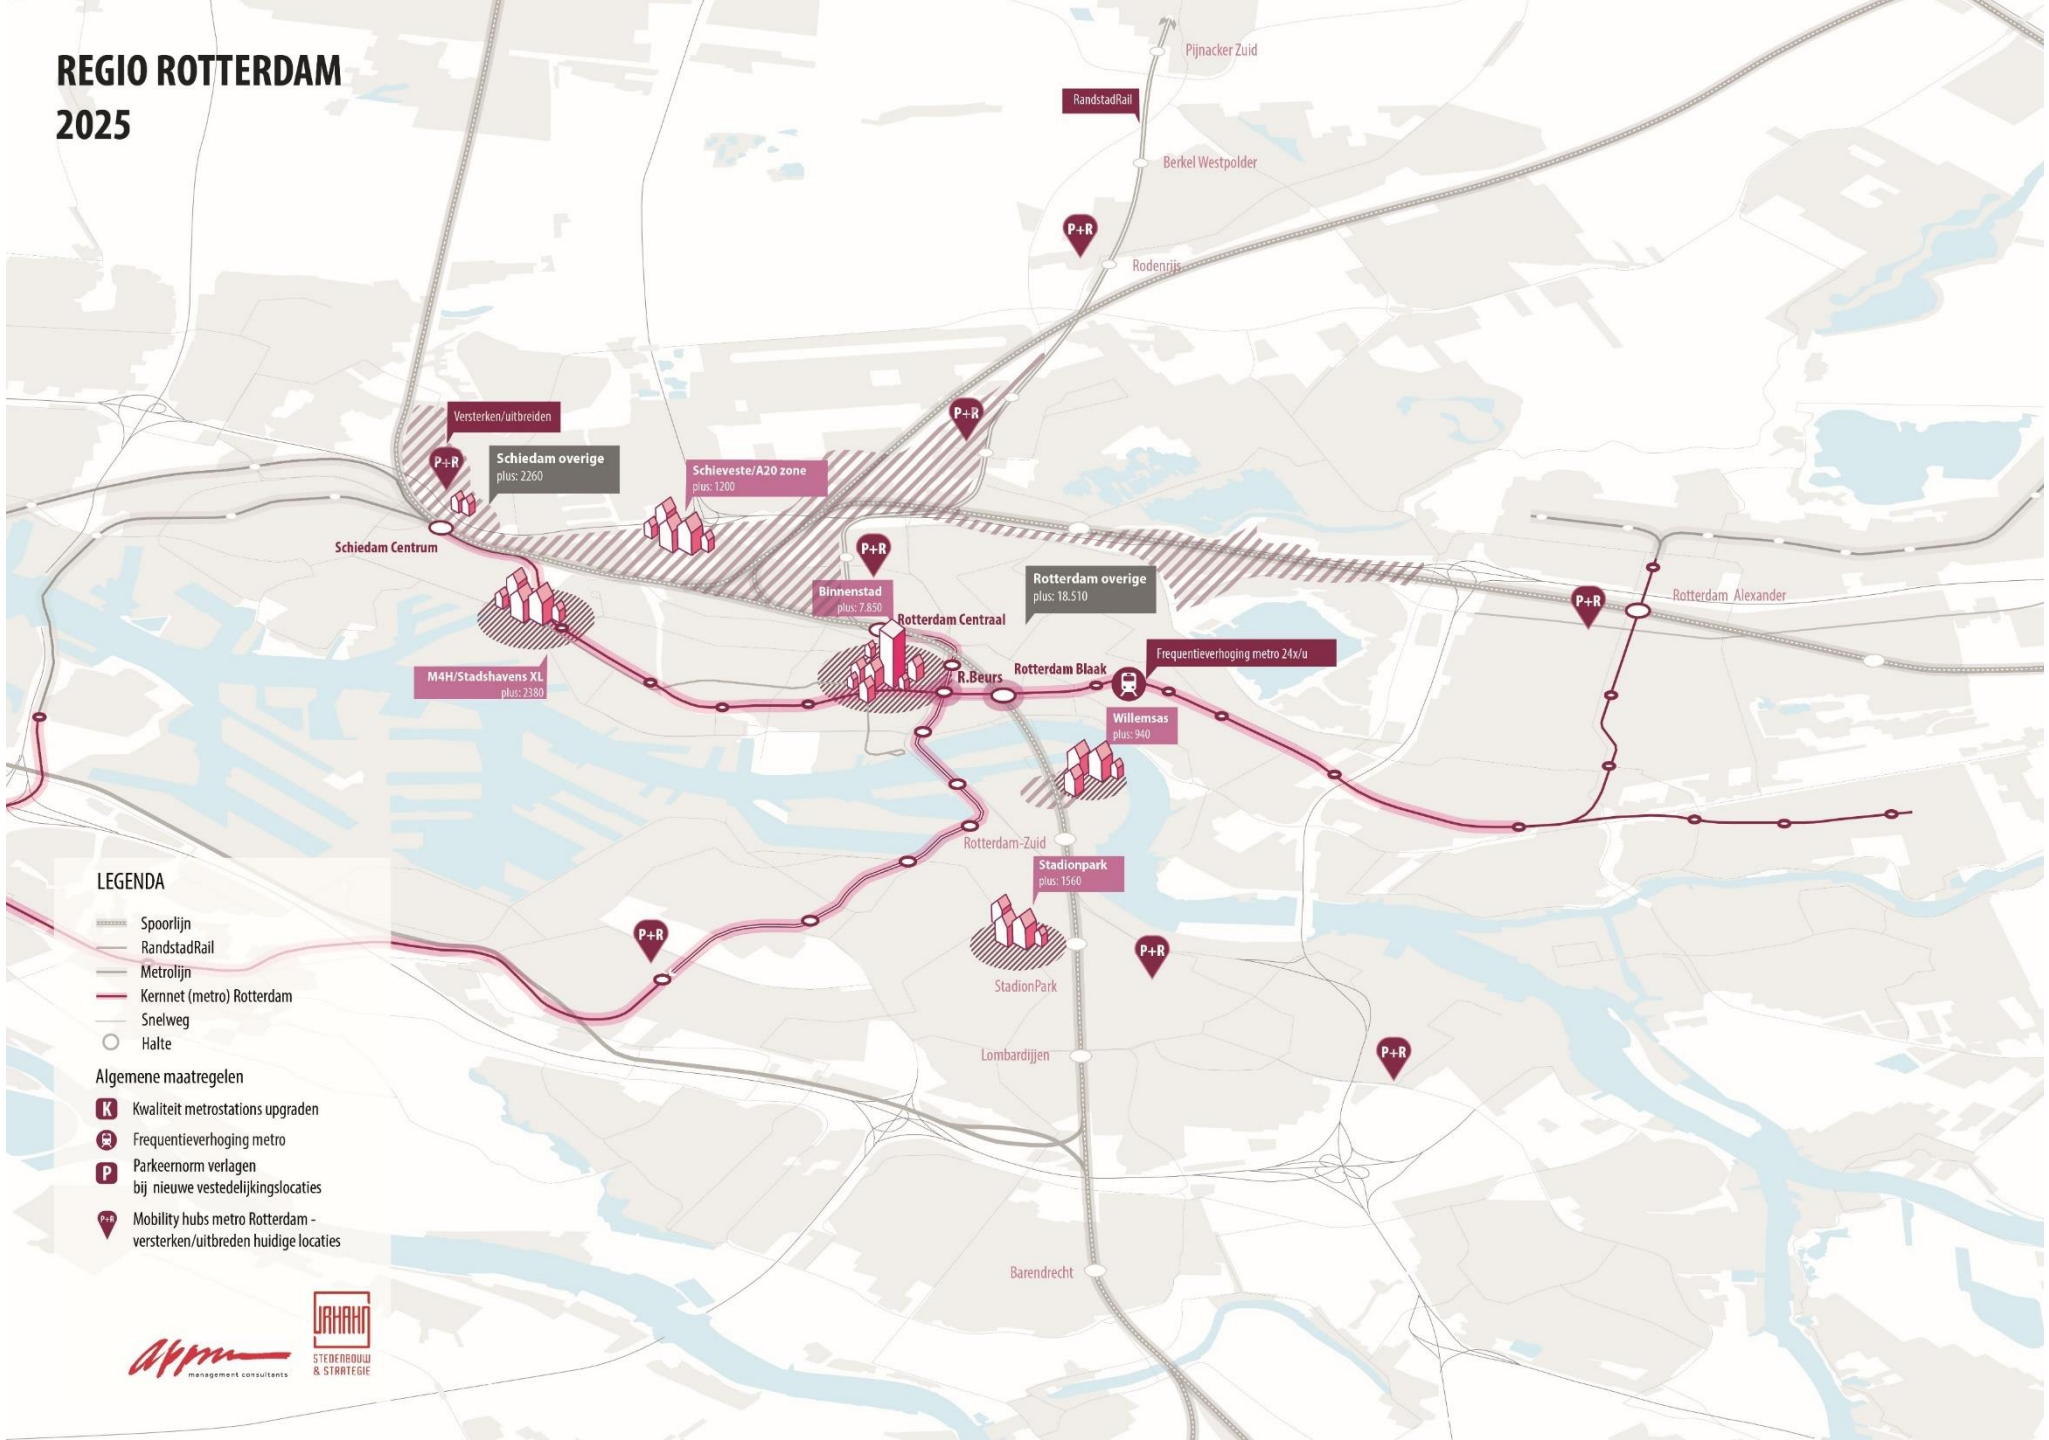 REGIO ROTTERDAM
2025
Pijnacker Zuid
RandstadRail
Berkel Westpolder
P+R
Rodenrijs
Versterken/uitbreiden
P+R
P+R
Schiedam overige
plus: 2260
Schieveste/A20 zone
plus: 1200
Schiedam Centrum
P+R
Binnenstad
plus: 7.850
Rotterdam overige
plus: 18.510
P+R
Rotterdam Alexander
Rotterdam Centraal
Frequentieverhoging metro 24x/u
M4H/Stadshavens XL
plus: 2380
R.Beurs
Rotterdam Blaak
Willemsas
plus: 940
Rotterdam-Zuid
Stadionpark
plus: 1560
P+R
P+R
StadionPark
Lombardijjen
P+R
Barendrecht
LEGENDA
Spoorlijn
RandstadRail
Metrolijn
Kernnet (metro) Rotterdam
Snelweg
Halte
Algemene maatregelen
K Kwaliteit metrostations upgraden
Frequentieverhoging metro
P Parkeernorm verlagen
bij nieuwe vestedelijkingslocaties
P+R Mobility hubs metro Rotterdam -
versterken/uitbreden huidige locaties
appm
management consultants
URHAHN
STEDENBOUW
& STRATEGIE